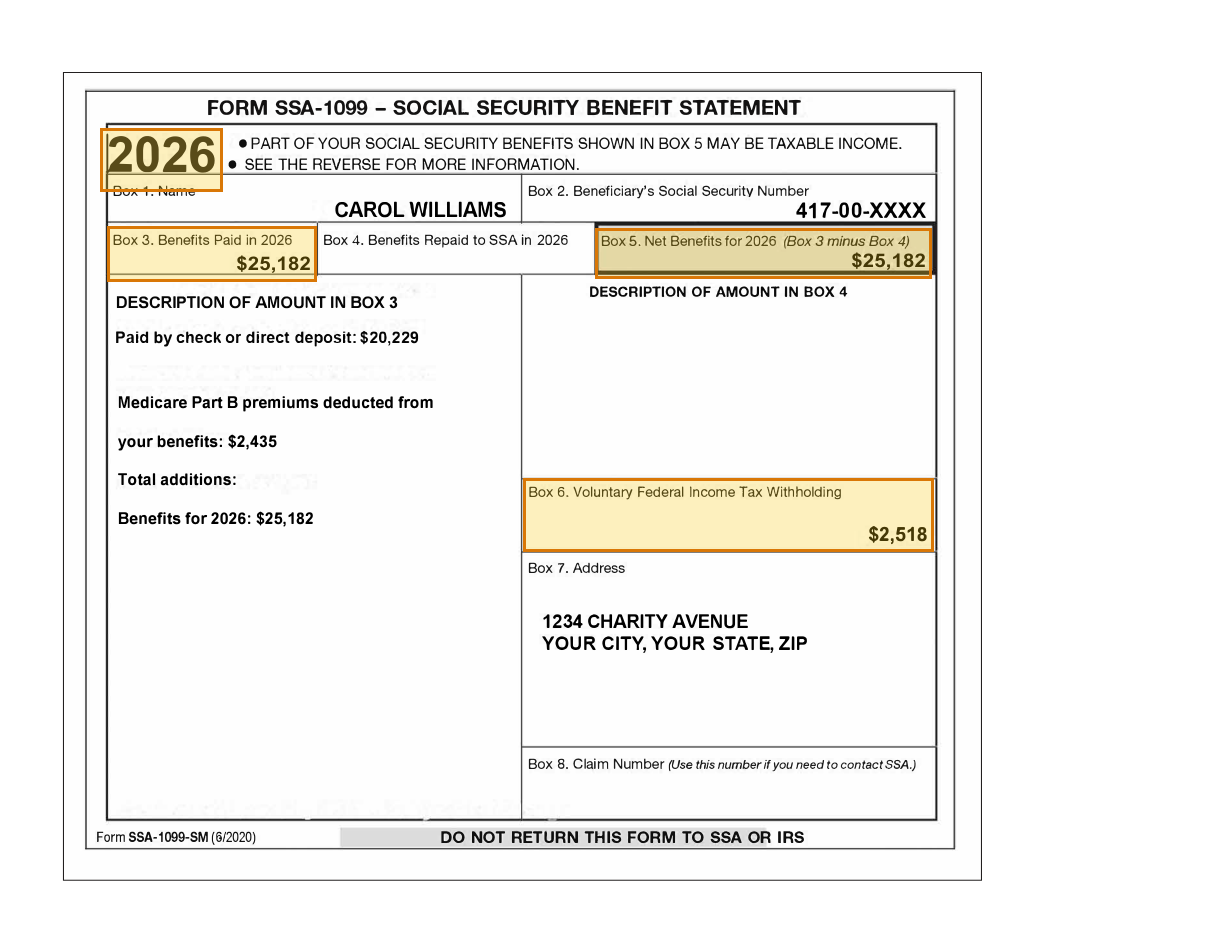 FORM SSA-1099 – SOCIAL SECURITY BENEFIT STATEMENT
2026
● PART OF YOUR SOCIAL SECURITY BENEFITS SHOWN IN BOX 5 MAY BE TAXABLE INCOME.
● SEE THE REVERSE FOR MORE INFORMATION.
Box 1. Name
CAROL WILLIAMS
Box 2. Beneficiary's Social Security Number
417-00-XXXX
Box 3. Benefits Paid in 2026
$25,182
Box 4. Benefits Repaid to SSA in 2026
Box 5. Net Benefits for 2026 (Box 3 minus Box 4)
$25,182
DESCRIPTION OF AMOUNT IN BOX 3
Paid by check or direct deposit: $20,229
Medicare Part B premiums deducted from
your benefits: $2,435
Total additions:
Benefits for 2026: $25,182
DESCRIPTION OF AMOUNT IN BOX 4
Box 6. Voluntary Federal Income Tax Withholding
$2,518
Box 7. Address
1234 CHARITY AVENUE
YOUR CITY, YOUR STATE, ZIP
Box 8. Claim Number (Use this number if you need to contact SSA.)
Form SSA-1099-SM (6/2020)
DO NOT RETURN THIS FORM TO SSA OR IRS